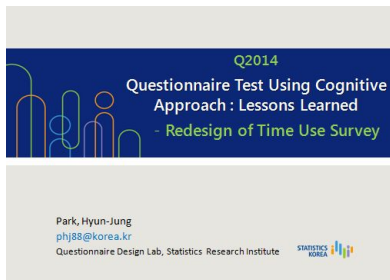 Q2014
Questionnaire Test Using Cognitive
Approach : Lessons Learned
- Redesign of Time Use Survey
Park, Hyun-Jung
phj88@korea.kr
Questionnaire Design Lab, Statistics Research Institute
STATISTICS
KOREA